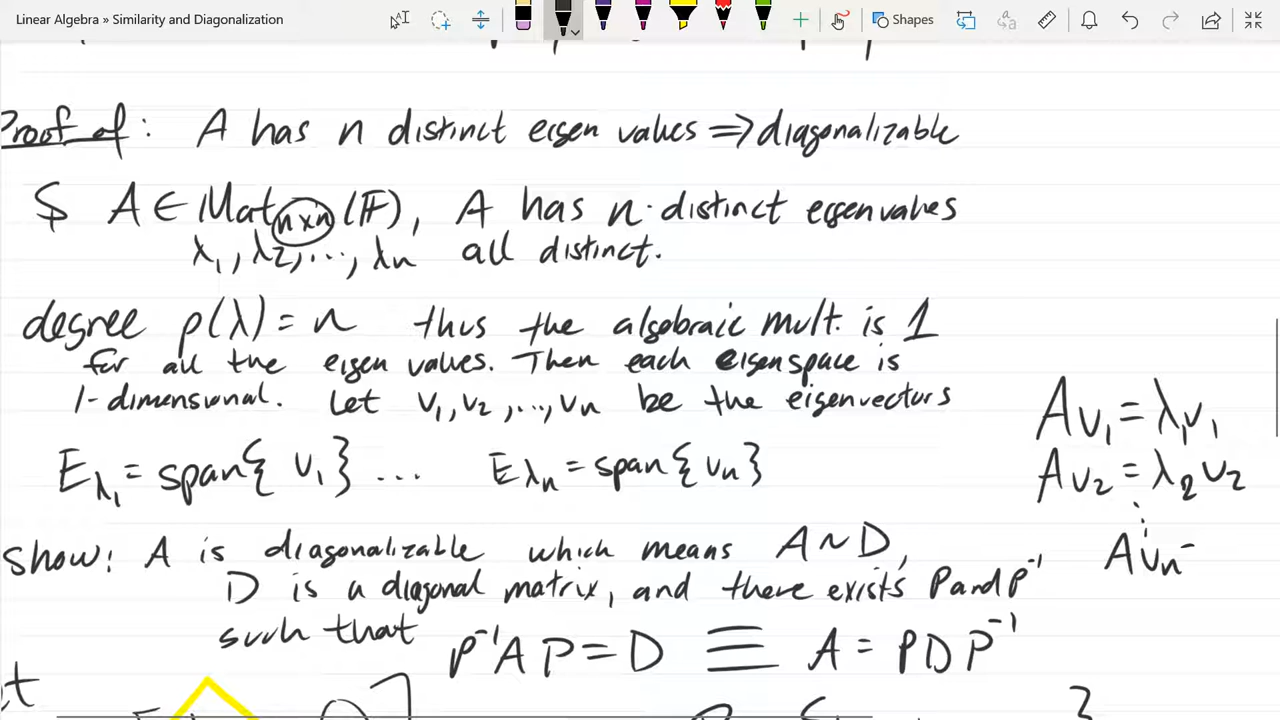 Linear Algebra » Similarity and Diagonalization
Shapes
Proof of: A has n distinct eigen values ⟹ diagonalizable
$ A ∈ Mat n×n (F), A has n distinct eigenvalues
λ1, λ2, ..., λn all distinct.
degree p(λ) = n thus the algebraic mult. is 1
for all the eigen values. Then each eigenspace is
1-dimensional. Let v1, v2, ..., vn be the eigenvectors
Av1 = λ1v1
Eλ1 = span{ v1 } ... Eλn = span{ vn }
Av2 = λ2v2
⋮
Avn =
Show: A is diagonalizable which means A ~ D,
D is a diagonal matrix, and there exists P and P⁻¹
such that
P⁻¹AP = D ≡ A = PDP⁻¹